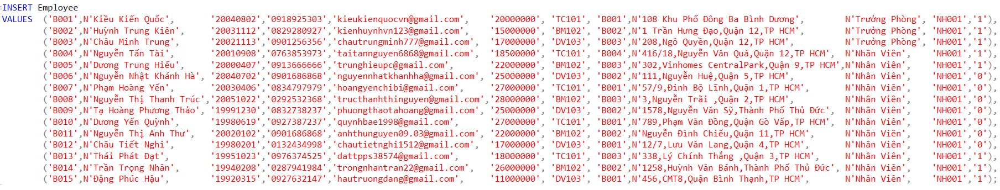 INSERT Employee
VALUES ('B001',N'Kiều Kiến Quốc', '20040802','0918925303','kieukienquocvn@gmail.com', '20000000', 'TC101', 'B001',N'108 Khu Phố Đông Ba Bình Dương', N'Trưởng Phòng', 'NH001','1'),
('B002',N'Huỳnh Trung Kiên', '20031112','0829280927','kienhuynhvn123@gmail.com', '15000000', 'BM102', 'B002',N'1 Trần Hưng Đạo,Quận 12,TP HCM', N'Trưởng Phòng', 'NH001','1'),
('B003',N'Châu Minh Trung', '20021113','0901256356','chautrungminh777@gmail.com', '17000000', 'DV103', 'B003',N'208,Ngô Quyền,Quận 12,TP HCM', N'Trưởng Phòng', 'NH001','1'),
('B004',N'Nguyễn Tấn Tài', '20010908','0763853973','taitannguyen6868@gmail.com', '18500000', 'TC101', 'B004',N'416/18,Nguyễn Văn Quá,Quận 12,TP HCM', N'Nhân Viên', 'NH001','1'),
('B005',N'Dương Trung Hiếu', '20000407','0913666666','trunghieupc@gmail.com', '22000000', 'BM102', 'B003',N'302,Vinhomes CentralPark,Quận 9,TP HCM',N'Nhân Viên', 'NH001','1'),
('B006',N'Nguyễn Nhật Khánh Hà', '20040702','0901686868','nguyennhatkhanhha@gmail.com', '25000000', 'DV103', 'B002',N'111,Nguyễn Huệ,Quận 5,TP HCM', N'Nhân Viên', 'NH001','0'),
('B007',N'Phạm Hoàng Yến', '20030406','0834797979','hoangyenchibi@gmail.com', '27000000', 'TC101', 'B001',N'57/9,Đinh Bộ Lĩnh,Quận 1,TP HCM', N'Nhân Viên', 'NH001','0'),
('B008',N'Nguyễn Thị Thanh Trúc','20051022','0292532368','tructhanhthinguyen@gmail.com','28000000', 'BM102', 'B003',N'3,Nguyễn Trãi ,Quận 2,TP HCM', N'Nhân Viên', 'NH001','0'),
('B009',N'Tạ Hoàng Phương Thảo', '19991230','0832738237','phuongthaotahoang@gmail.com', '25000000', 'DV103', 'B002',N'1578,Nguyễn Văn Sỹ,Thành Phố Thủ Đức', N'Nhân Viên', 'NH001','0'),
('B010',N'Dương Yến Quỳnh', '19980619','0927387237','quynhbae1998@gmail.com', '27000000', 'TC101', 'B001',N'789,Phạm Văn Đồng,Quận Gò Vấp,TP HCM', N'Nhân Viên', 'NH001','0'),
('B011',N'Nguyễn Thị Anh Thư', '20020102','0901686868','anhthunguyen09.03@gmail.com', '22000000', 'BM102', 'B002',N'Nguyễn Đình Chiểu,Quận 11,TP HCM', N'Nhân Viên', 'NH001','0'),
('B012',N'Châu Tiết Nghi', '19980201','0132434998','chautietnghi1512@gmail.com', '17000000', 'DV103', 'B001',N'12/7,Lưu Văn Lang,Quận 4,TP HCM', N'Nhân Viên', 'NH001','0'),
('B013',N'Thái Phát Đạt', '19951023','0976374525','dattpps38574@gmail.com', '18000000', 'TC101', 'B001',N'338,Lý Chính Thắng ,Quận 3,TP HCM', N'Nhân Viên', 'NH001','1'),
('B014',N'Trần Trọng Nhân', '19940208','0287941984','trongnhantran22@gmail.com', '26000000', 'BM102', 'B002',N'1258,Huỳnh Văn Bánh,Thành Phố Thủ Đức', N'Nhân Viên', 'NH001','1'),
('B015',N'Đặng Phúc Hậu', '19920315','0927632147','hautruongdang@gmail.com', '11000000', 'DV103', 'B001',N'456,CMT8,Quận Bình Thạnh,TP HCM', N'Nhân Viên', 'NH001','1');